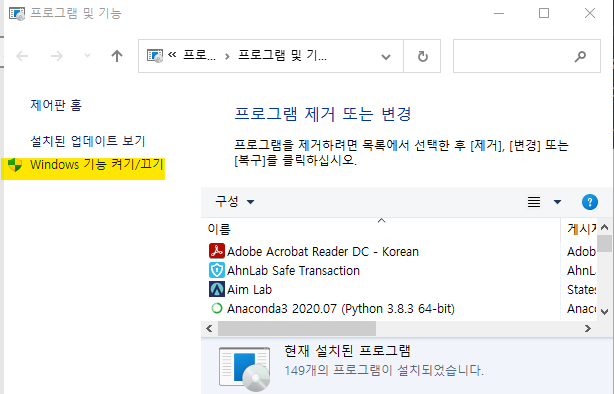 프로그램 및 기능
« 프로... › 프로그램 및 기...
제어판 홈
설치된 업데이트 보기
Windows 기능 켜기/끄기
프로그램 제거 또는 변경
프로그램을 제거하려면 목록에서 선택한 후 [제거], [변경] 또는
[복구]를 클릭하십시오.
구성
이름 게시자
Adobe Acrobat Reader DC - Korean Adob
AhnLab Safe Transaction AhnLa
Aim Lab States
Anaconda3 2020.07 (Python 3.8.3 64-bit) Anaco
현재 설치된 프로그램
149개의 프로그램이 설치되었습니다.